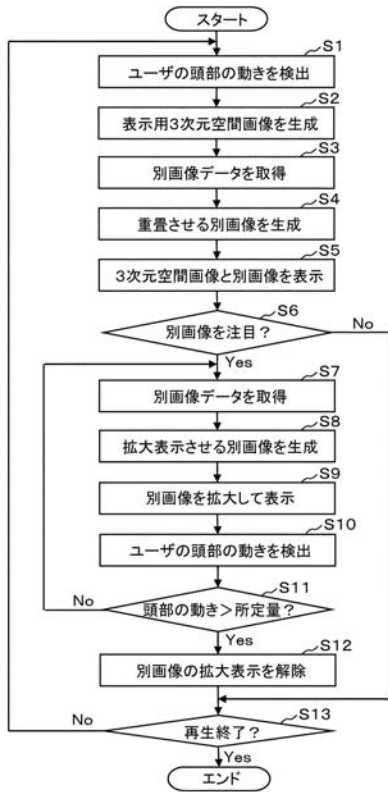 スタート
S1
ユーザの頭部の動きを検出
S2
表示用3次元空間画像を生成
S3
別画像データを取得
S4
重畳させる別画像を生成
S5
3次元空間画像と別画像を表示
S6
別画像を注目?
No
Yes
S7
別画像データを取得
S8
拡大表示させる別画像を生成
S9
別画像を拡大して表示
S10
ユーザの頭部の動きを検出
S11
頭部の動き>所定量?
No
Yes
S12
別画像の拡大表示を解除
S13
再生終了?
No
Yes
エンド